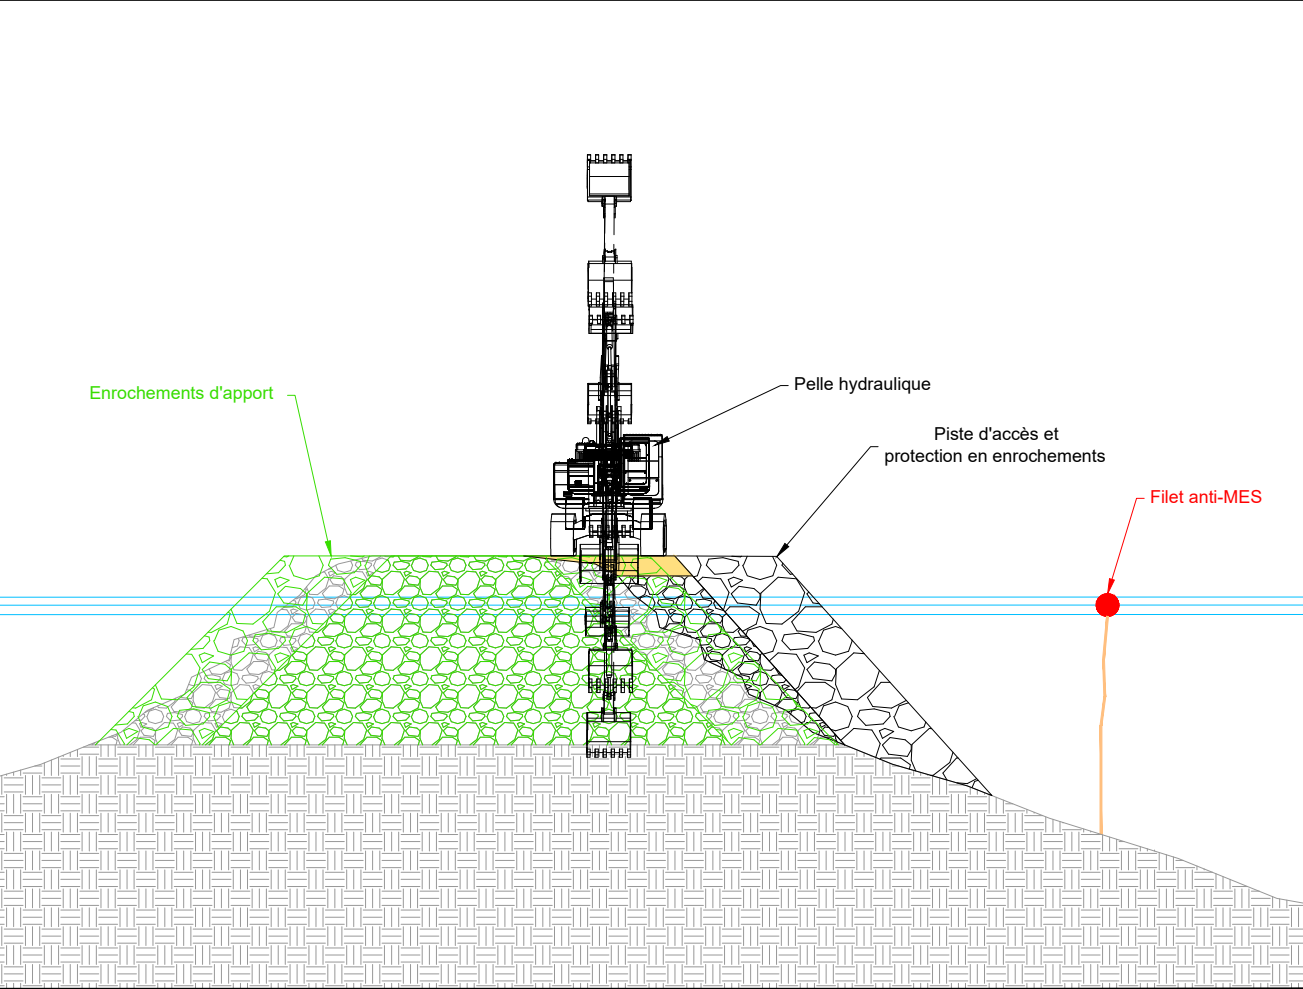 Enrochements d'apport
Pelle hydraulique
Piste d'accès et
protection en enrochements
Filet anti-MES